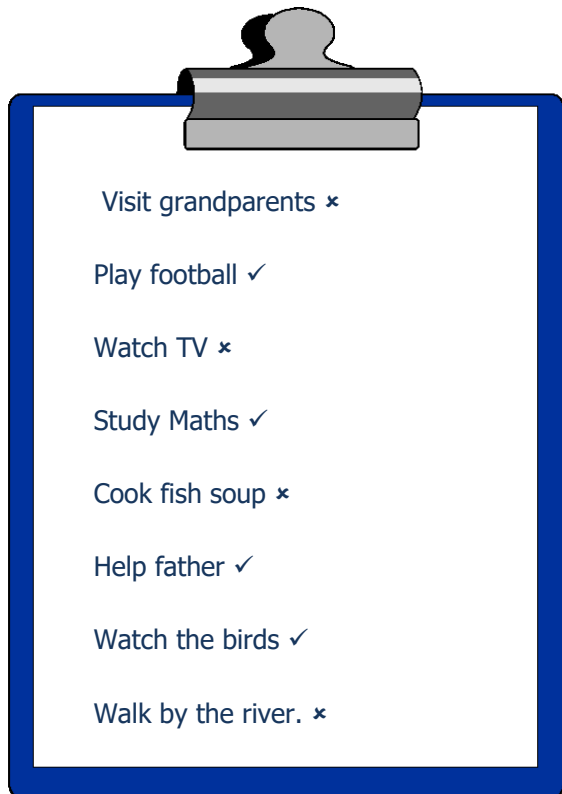 Visit grandparents ×
Play football ✓
Watch TV ×
Study Maths ✓
Cook fish soup ×
Help father ✓
Watch the birds ✓
Walk by the river. ×